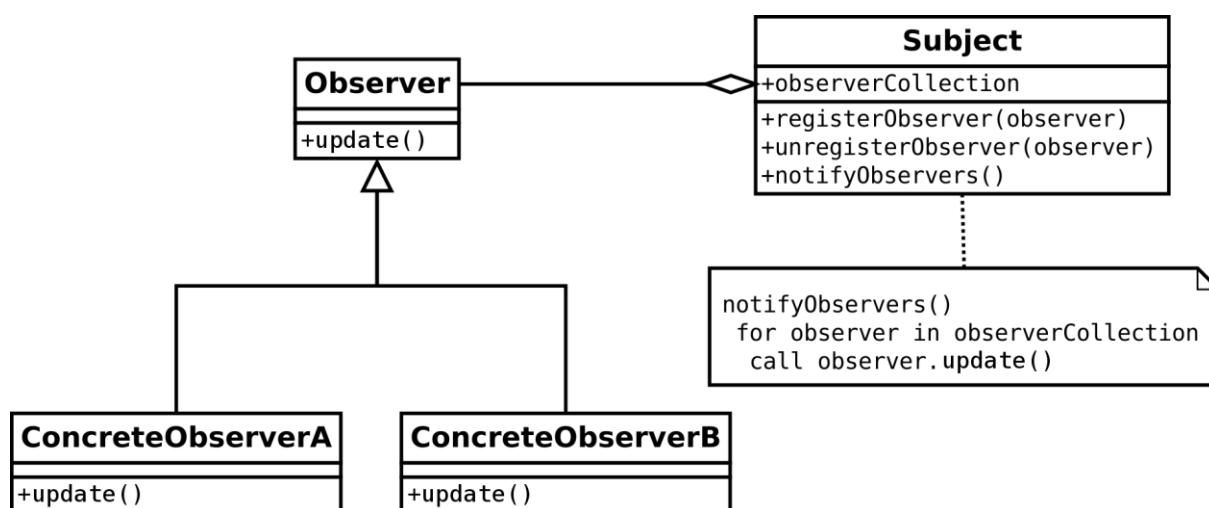 Subject
+observerCollection
+registerObserver(observer)
+unregisterObserver(observer)
+notifyObservers()
Observer
+update()
notifyObservers()
for observer in observerCollection
call observer.update()
ConcreteObserverA
+update()
ConcreteObserverB
+update()